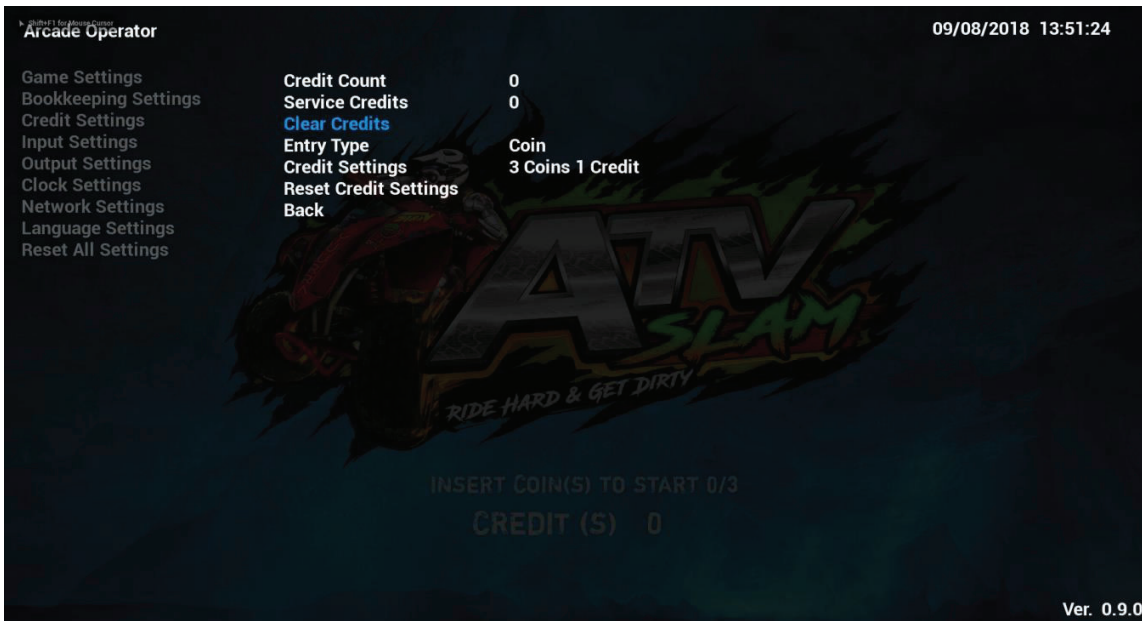 Shift+F1 for Mouse Cursor
Arcade Operator
09/08/2018 13:51:24
Game Settings
Bookkeeping Settings
Credit Settings
Input Settings
Output Settings
Clock Settings
Network Settings
Language Settings
Reset All Settings
Credit Count 0
Service Credits 0
Clear Credits
Entry Type Coin
Credit Settings 3 Coins 1 Credit
Reset Credit Settings
Back
ATV
SLAM
RIDE HARD & GET DIRTY
INSERT COIN(S) TO START 0/3
CREDIT (S) 0
Ver. 0.9.0